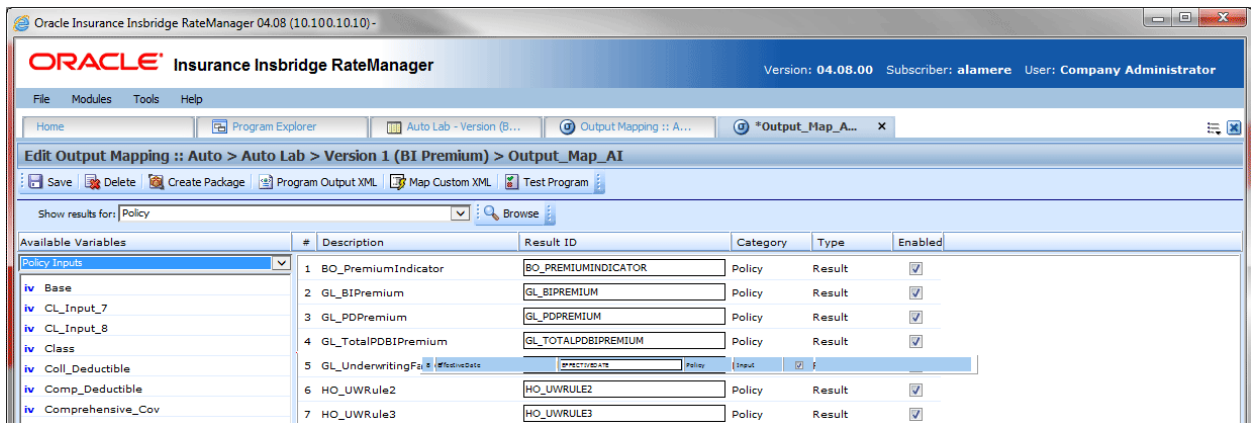 Oracle Insurance Insbridge RateManager 04.08 (10.100.10.10) -
ORACLE Insurance Insbridge RateManager
Version: 04.08.00 Subscriber: alamere User: Company Administrator
File Modules Tools Help
Home Program Explorer Auto Lab - Version (B... Output Mapping :: A... *Output_Map_A... x
Edit Output Mapping :: Auto > Auto Lab > Version 1 (BI Premium) > Output_Map_AI
Save Delete Create Package Program Output XML Map Custom XML Test Program
Show results for: Policy Browse
Available Variables # Description Result ID Category Type Enabled
Policy Inputs
1 BO_PremiumIndicator BO_PREMIUMINDICATOR Policy Result
iv Base
2 GL_BIPremium GL_BIPREMIUM Policy Result
iv CL_Input_7
3 GL_PDPremium GL_PDPREMIUM Policy Result
iv CL_Input_8
4 GL_TotalPDBIPremium GL_TOTALPDBIPREMIUM Policy Result
iv Class
5 GL_UnderwritingFa 8 EffectiveDate EFFECTIVEDATE Policy Input
iv Coll_Deductible
6 HO_UWRule2 HO_UWRULE2 Policy Result
iv Comp_Deductible
7 HO_UWRule3 HO_UWRULE3 Policy Result
iv Comprehensive_Cov